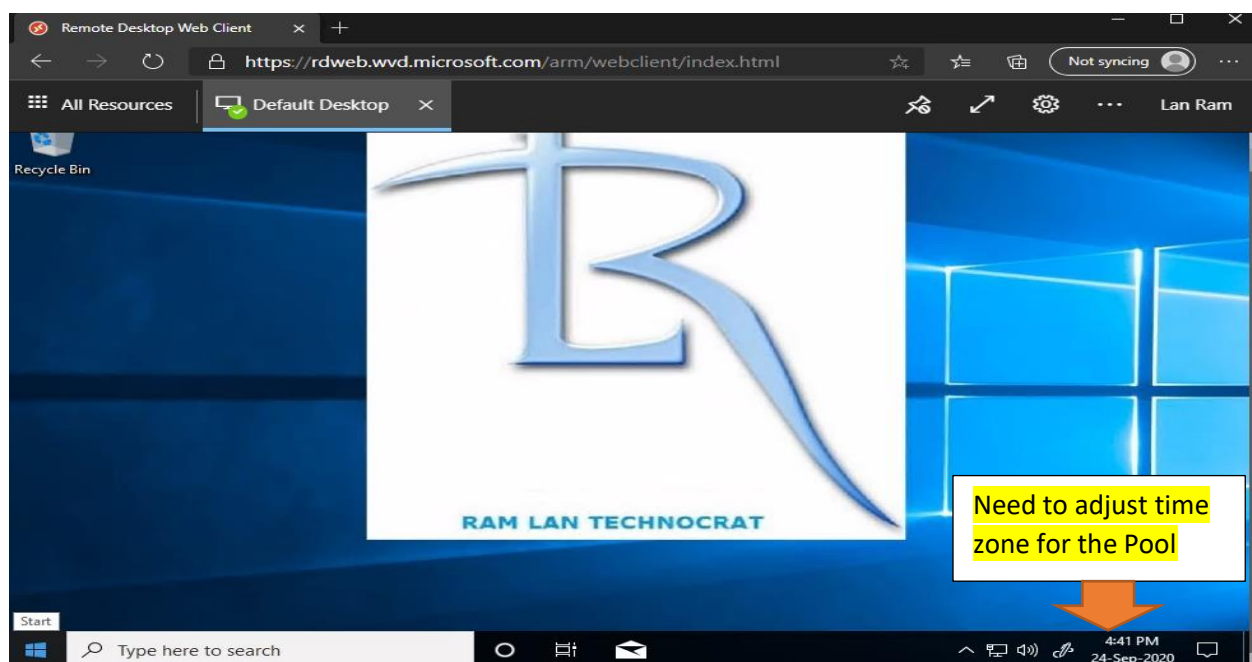 Remote Desktop Web Client
https://rdweb.wvd.microsoft.com/arm/webclient/index.html
Not syncing
All Resources
Default Desktop
Lan Ram
Recycle Bin
LR
RAM LAN TECHNOCRAT
Need to adjust time
zone for the Pool
Start
Type here to search
4:41 PM
24-Sep-2020